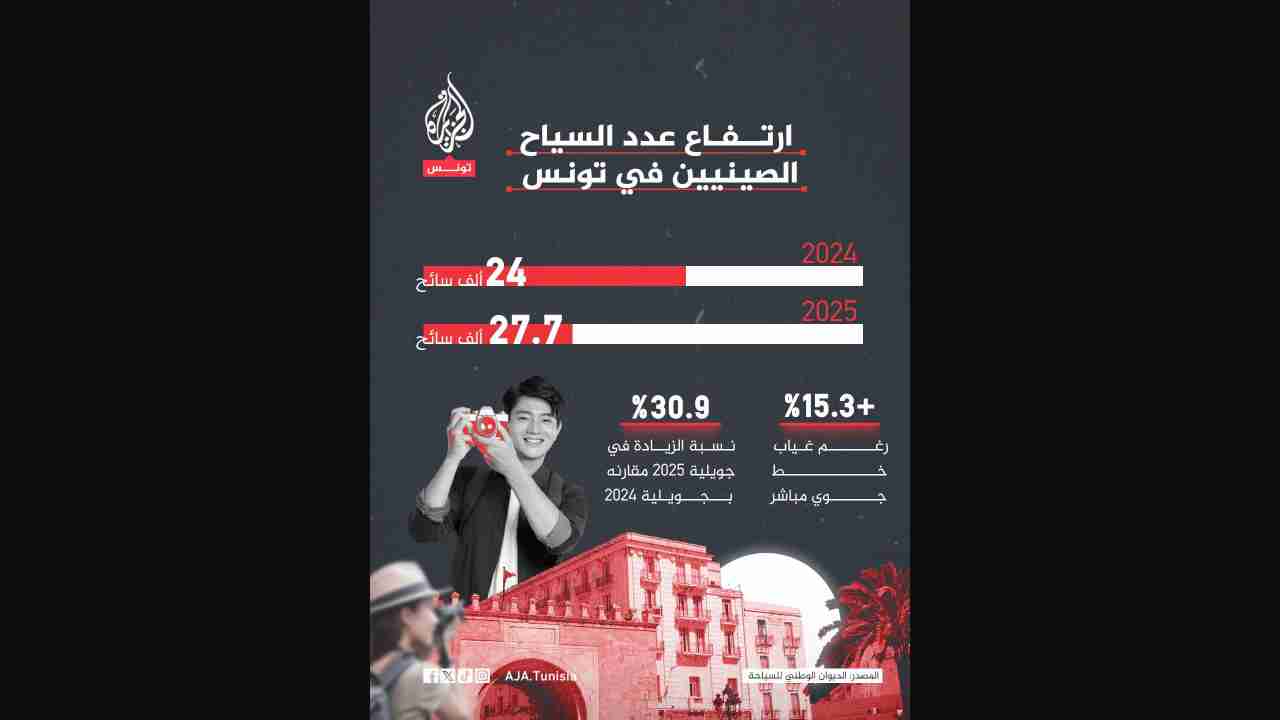 الجزيرة
تونس
ارتفاع عدد السياح
الصينيين في تونس
2024
24 ألف سائح
2025
27.7 ألف سائح
%15.3+
رغم غياب
خط
جوي مباشر
%30.9
نسبة الزيادة في
جويلية 2025 مقارنه
بجويلية 2024
AJA.Tunisia
المصدر: الديوان الوطني للسياحة